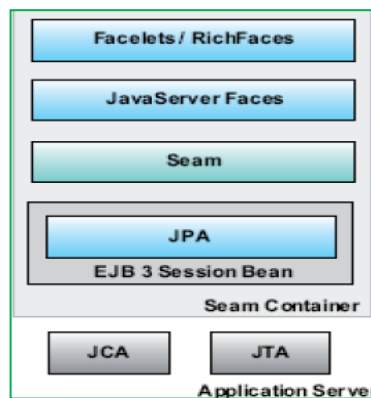 Facelets / RichFaces
JavaServer Faces
Seam
JPA
EJB 3 Session Bean
Seam Container
JCA JTA
Application Server